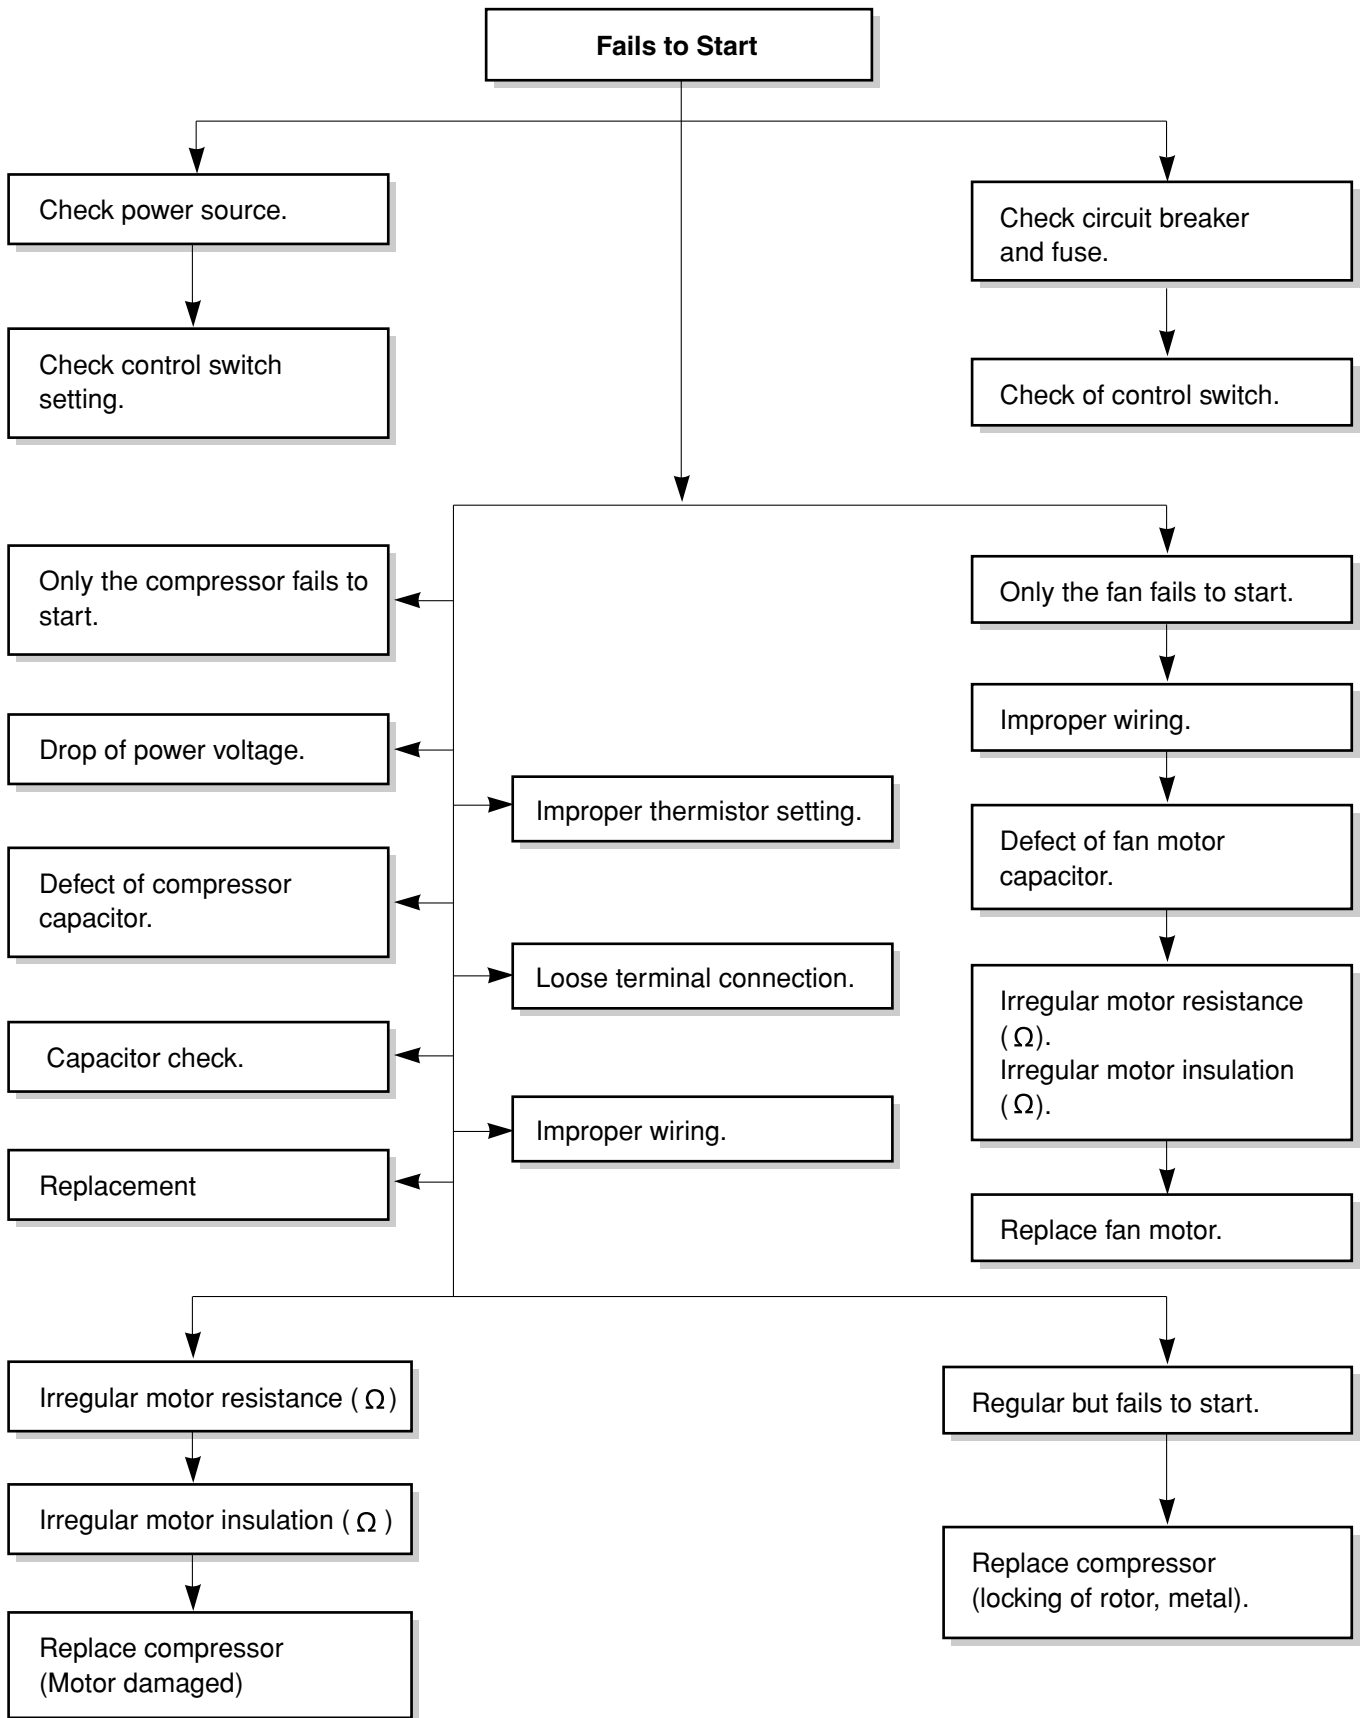 Fails to Start
Check power source.
Check circuit breaker
and fuse.
Check control switch
setting.
Check of control switch.
Only the compressor fails to
start.
Only the fan fails to start.
Drop of power voltage.
Improper wiring.
Improper thermistor setting.
Defect of compressor
capacitor.
Defect of fan motor
capacitor.
Loose terminal connection.
Irregular motor resistance
(Ω).
Irregular motor insulation
(Ω).
Capacitor check.
Improper wiring.
Replacement
Replace fan motor.
Irregular motor resistance (Ω)
Regular but fails to start.
Irregular motor insulation (Ω )
Replace compressor
(locking of rotor, metal).
Replace compressor
(Motor damaged)